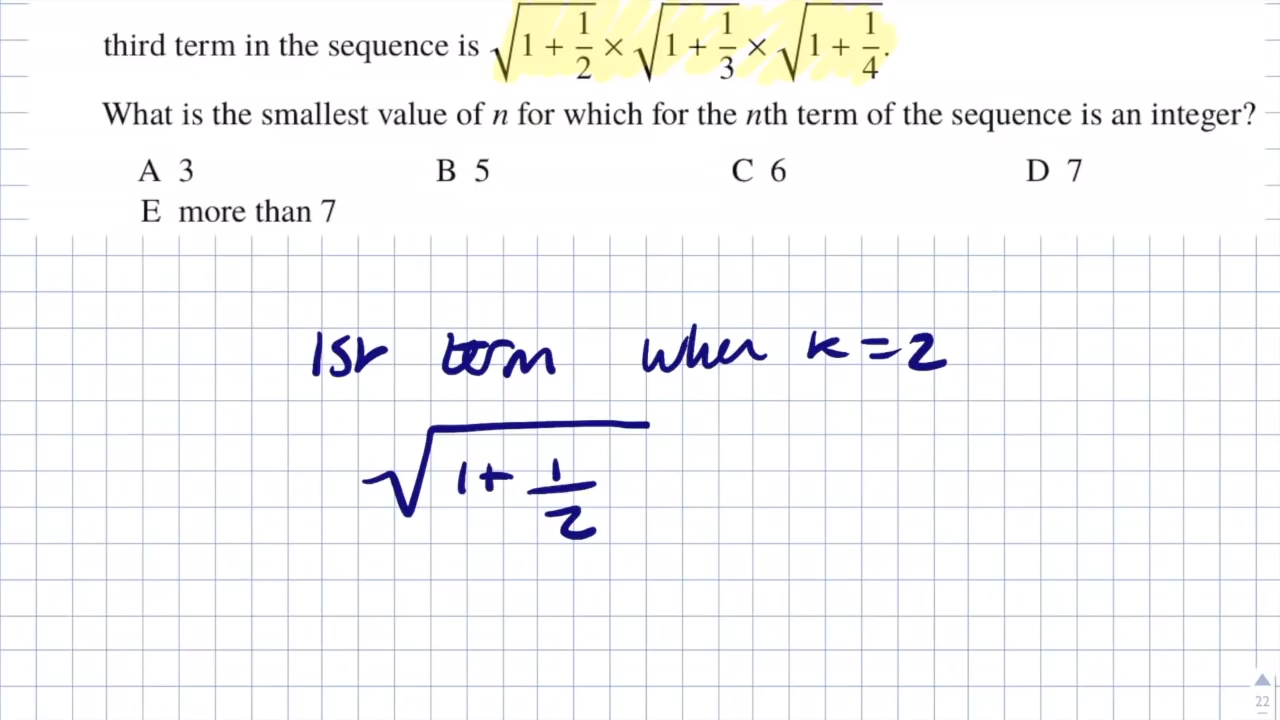 third term in the sequence is √(1 + 1/2) × √(1 + 1/3) × √(1 + 1/4).
What is the smallest value of n for which for the nth term of the sequence is an integer?
A 3 B 5 C 6 D 7
E more than 7
1st term when k=2
√(1+ 1/2)
22